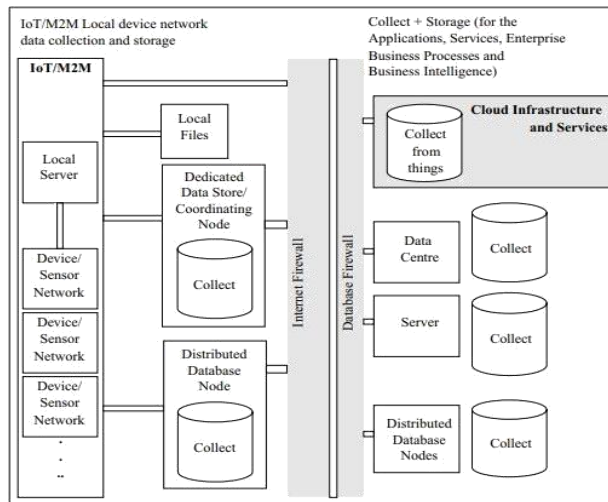 IoT/M2M Local device network
data collection and storage
IoT/M2M
Local
Server
Device/
Sensor
Network
Device/
Sensor
Network
Device/
Sensor
Network
.
.
..
Local
Files
Dedicated
Data Store/
Coordinating
Node
Collect
Distributed
Database
Node
Collect
Internet Firewall
Database Firewall
Collect + Storage (for the
Applications, Services, Enterprise
Business Processes and
Business Intelligence)
Cloud Infrastructure
and Services
Collect
from
things
Data
Centre
Collect
Server
Collect
Distributed
Database
Nodes
Collect